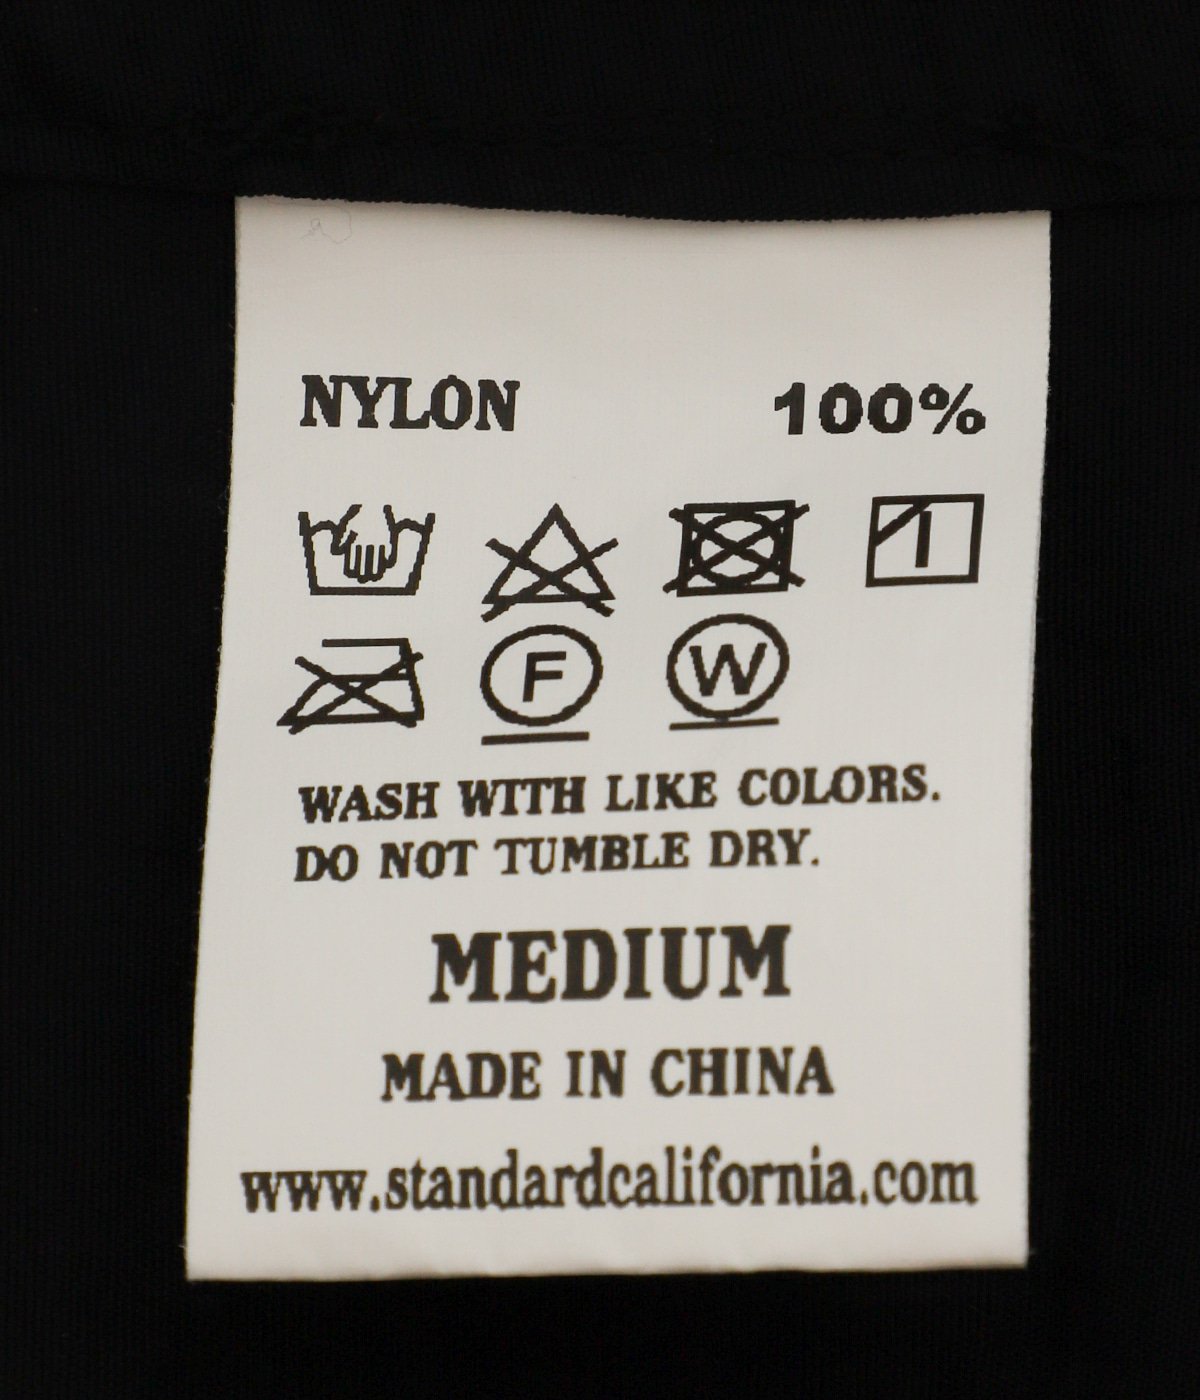 NYLON 100%
F W
WASH WITH LIKE COLORS.
DO NOT TUMBLE DRY.
MEDIUM
MADE IN CHINA
www.standardcalifornia.com